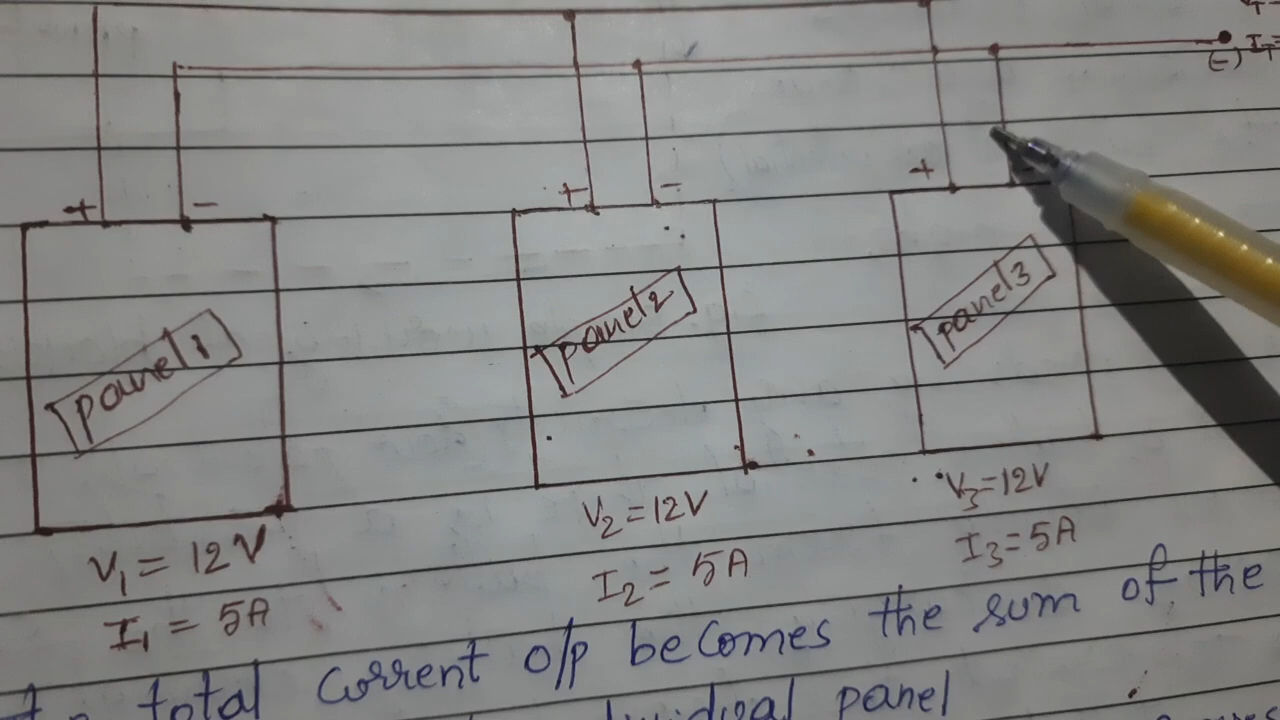 I_T =
(-)
+ -
+ -
+
panel 1
panel 2
panel 3
V₁ = 12V
I₁ = 5A
V₂ = 12V
I₂ = 5A
V₃ = 12V
I₃ = 5A
total current o/p becomes the sum of the
panel